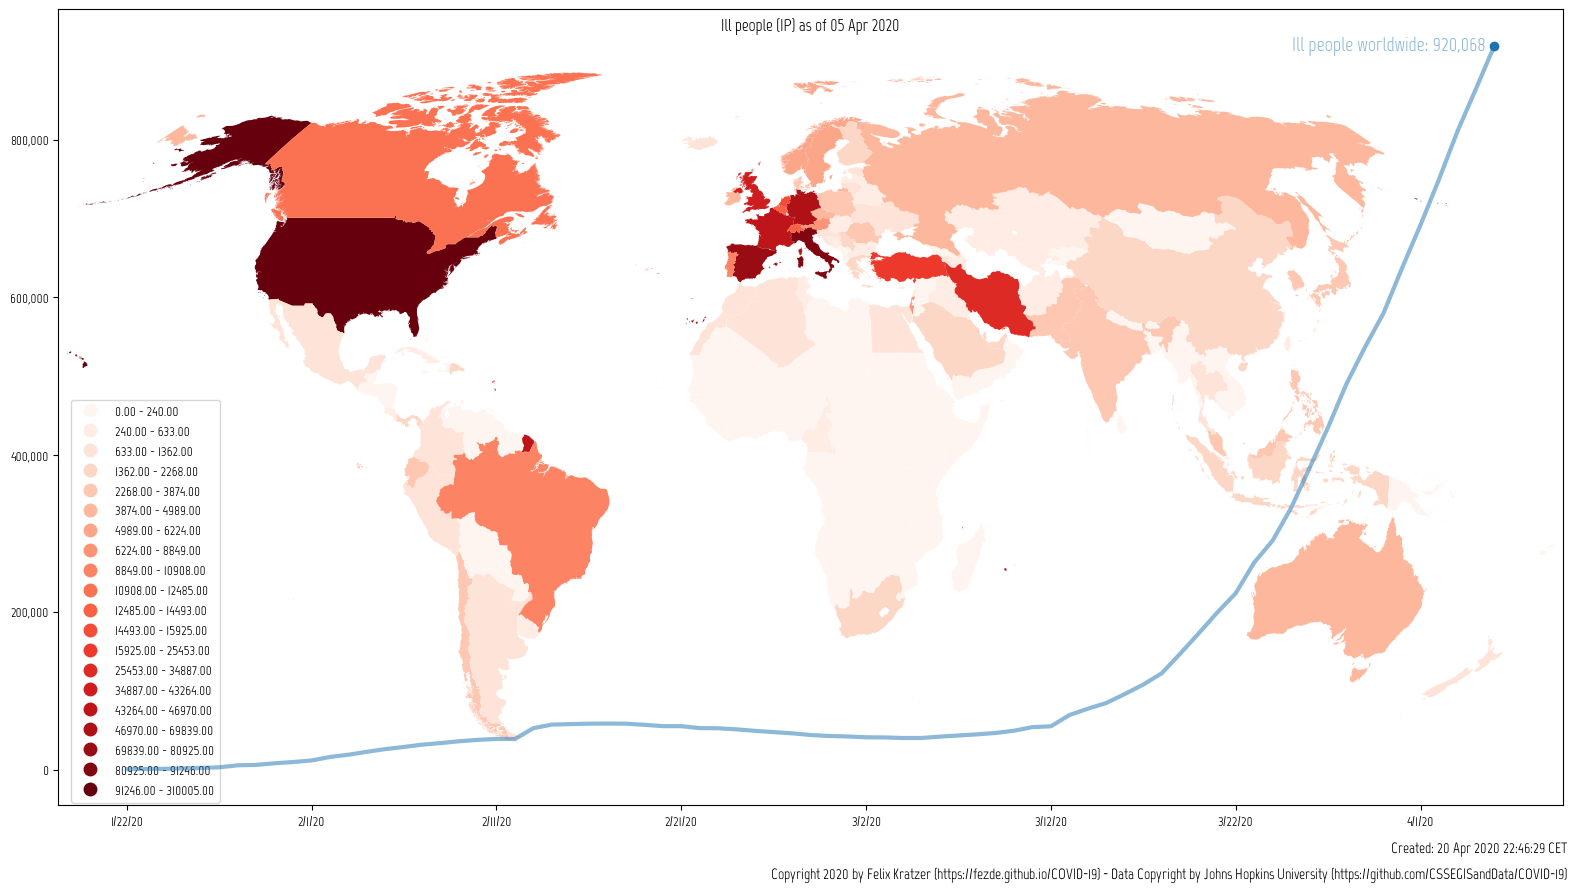 Ill people (IP) as of 05 Apr 2020
Ill people worldwide: 920,068
800,000
600,000
400,000
200,000
0
0.00 - 240.00
240.00 - 633.00
633.00 - 1362.00
1362.00 - 2268.00
2268.00 - 3874.00
3874.00 - 4989.00
4989.00 - 6224.00
6224.00 - 8849.00
8849.00 - 10908.00
10908.00 - 12485.00
12485.00 - 14493.00
14493.00 - 15925.00
15925.00 - 25453.00
25453.00 - 34887.00
34887.00 - 43264.00
43264.00 - 46970.00
46970.00 - 69839.00
69839.00 - 80925.00
80925.00 - 91246.00
91246.00 - 310005.00
1/22/20 2/1/20 2/11/20 2/21/20 3/2/20 3/12/20 3/22/20 4/1/20
Created: 20 Apr 2020 22:46:29 CET
Copyright 2020 by Felix Kratzer (https://fezde.github.io/COVID-19) - Data Copyright by Johns Hopkins University (https://github.com/CSSEGISandData/COVID-19)